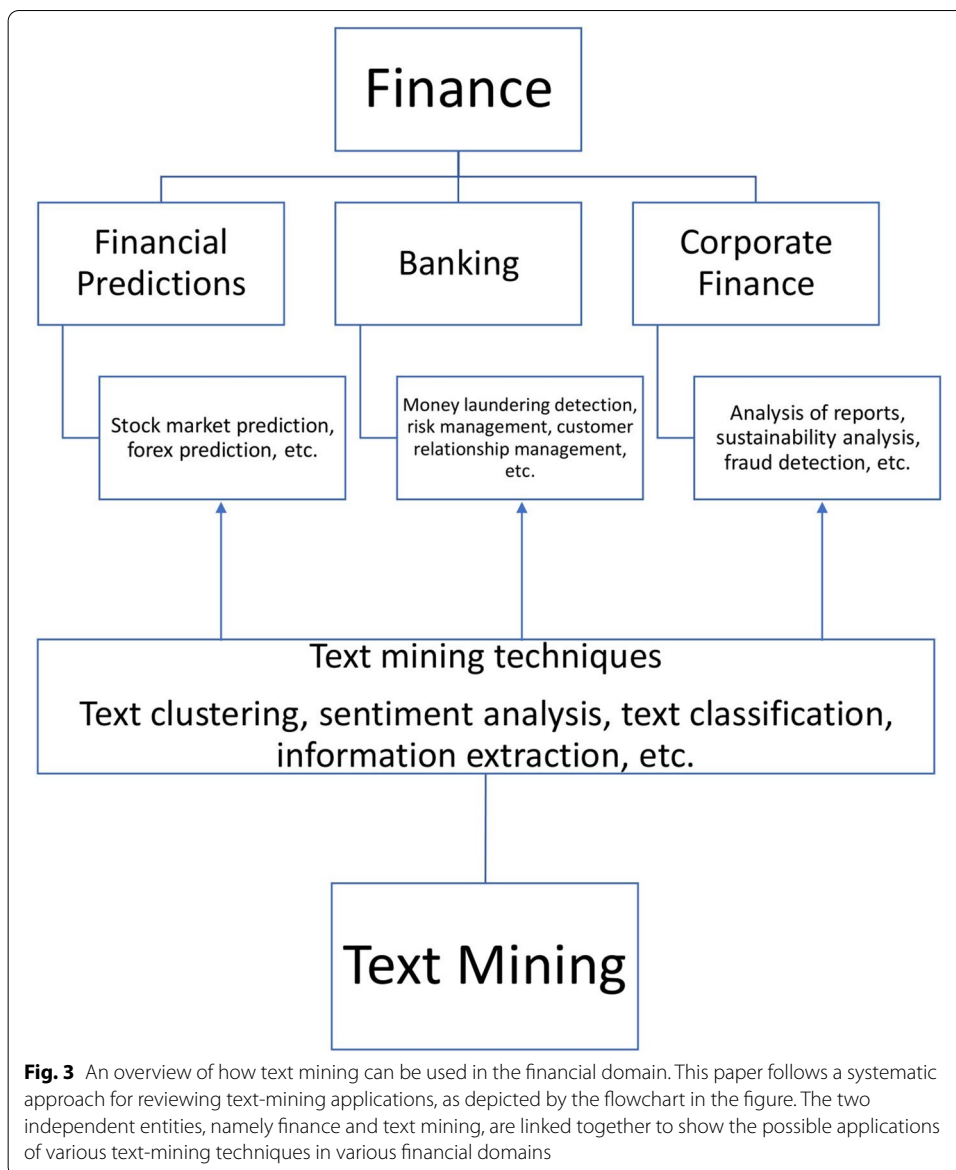 Finance
Financial
Predictions
Banking
Corporate
Finance
Stock market prediction,
forex prediction, etc.
Money laundering detection,
risk management, customer
relationship management,
etc.
Analysis of reports,
sustainability analysis,
fraud detection, etc.
Text mining techniques
Text clustering, sentiment analysis, text classification,
information extraction, etc.
Text Mining
Fig. 3 An overview of how text mining can be used in the financial domain. This paper follows a systematic
approach for reviewing text-mining applications, as depicted by the flowchart in the figure. The two
independent entities, namely finance and text mining, are linked together to show the possible applications
of various text-mining techniques in various financial domains